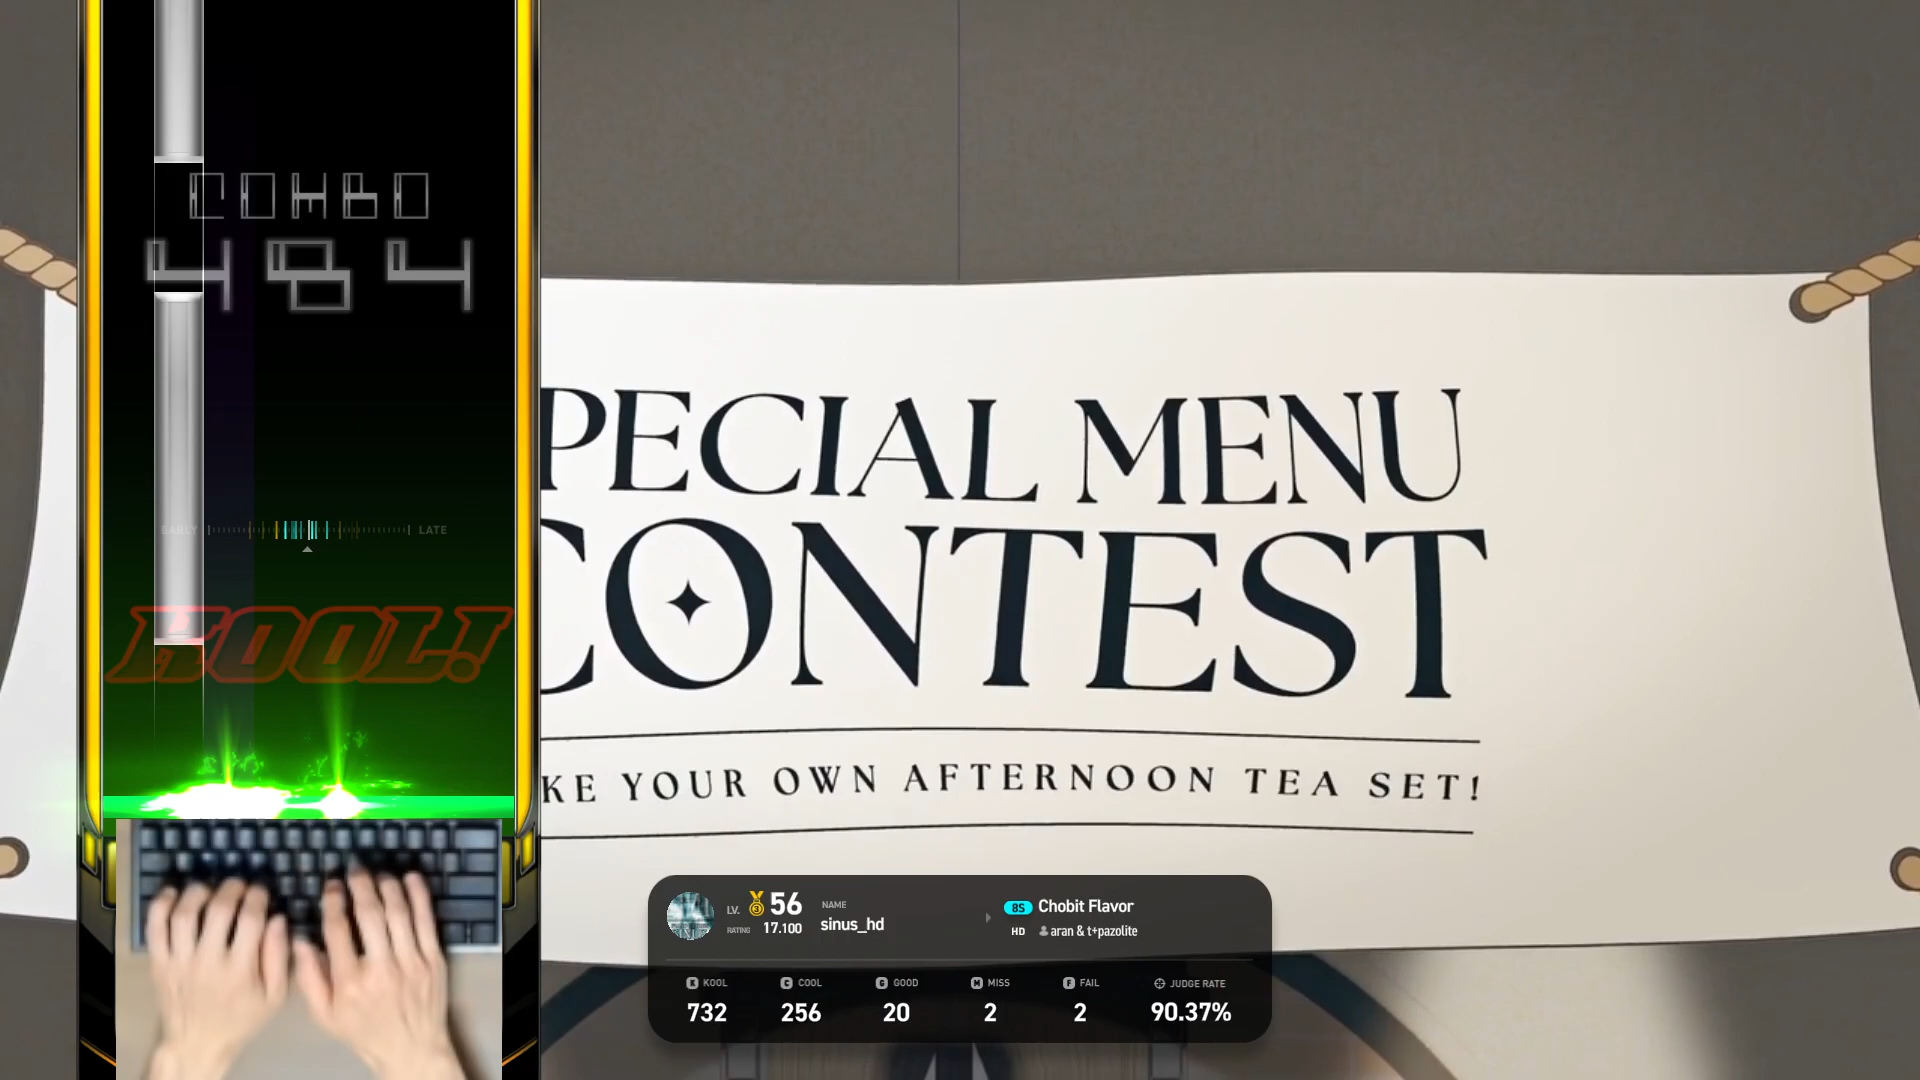 COMBO
484
EARLY
LATE
KOOL!
PECIAL MENU
CONTEST
KE YOUR OWN AFTERNOON TEA SET!
LV. 3 56
RATING 17.100
NAME
sinus_hd
8S Chobit Flavor
HD aran & t+pazolite
K KOOL C COOL G GOOD M MISS F FAIL JUDGE RATE
732 256 20 2 2 90.37%